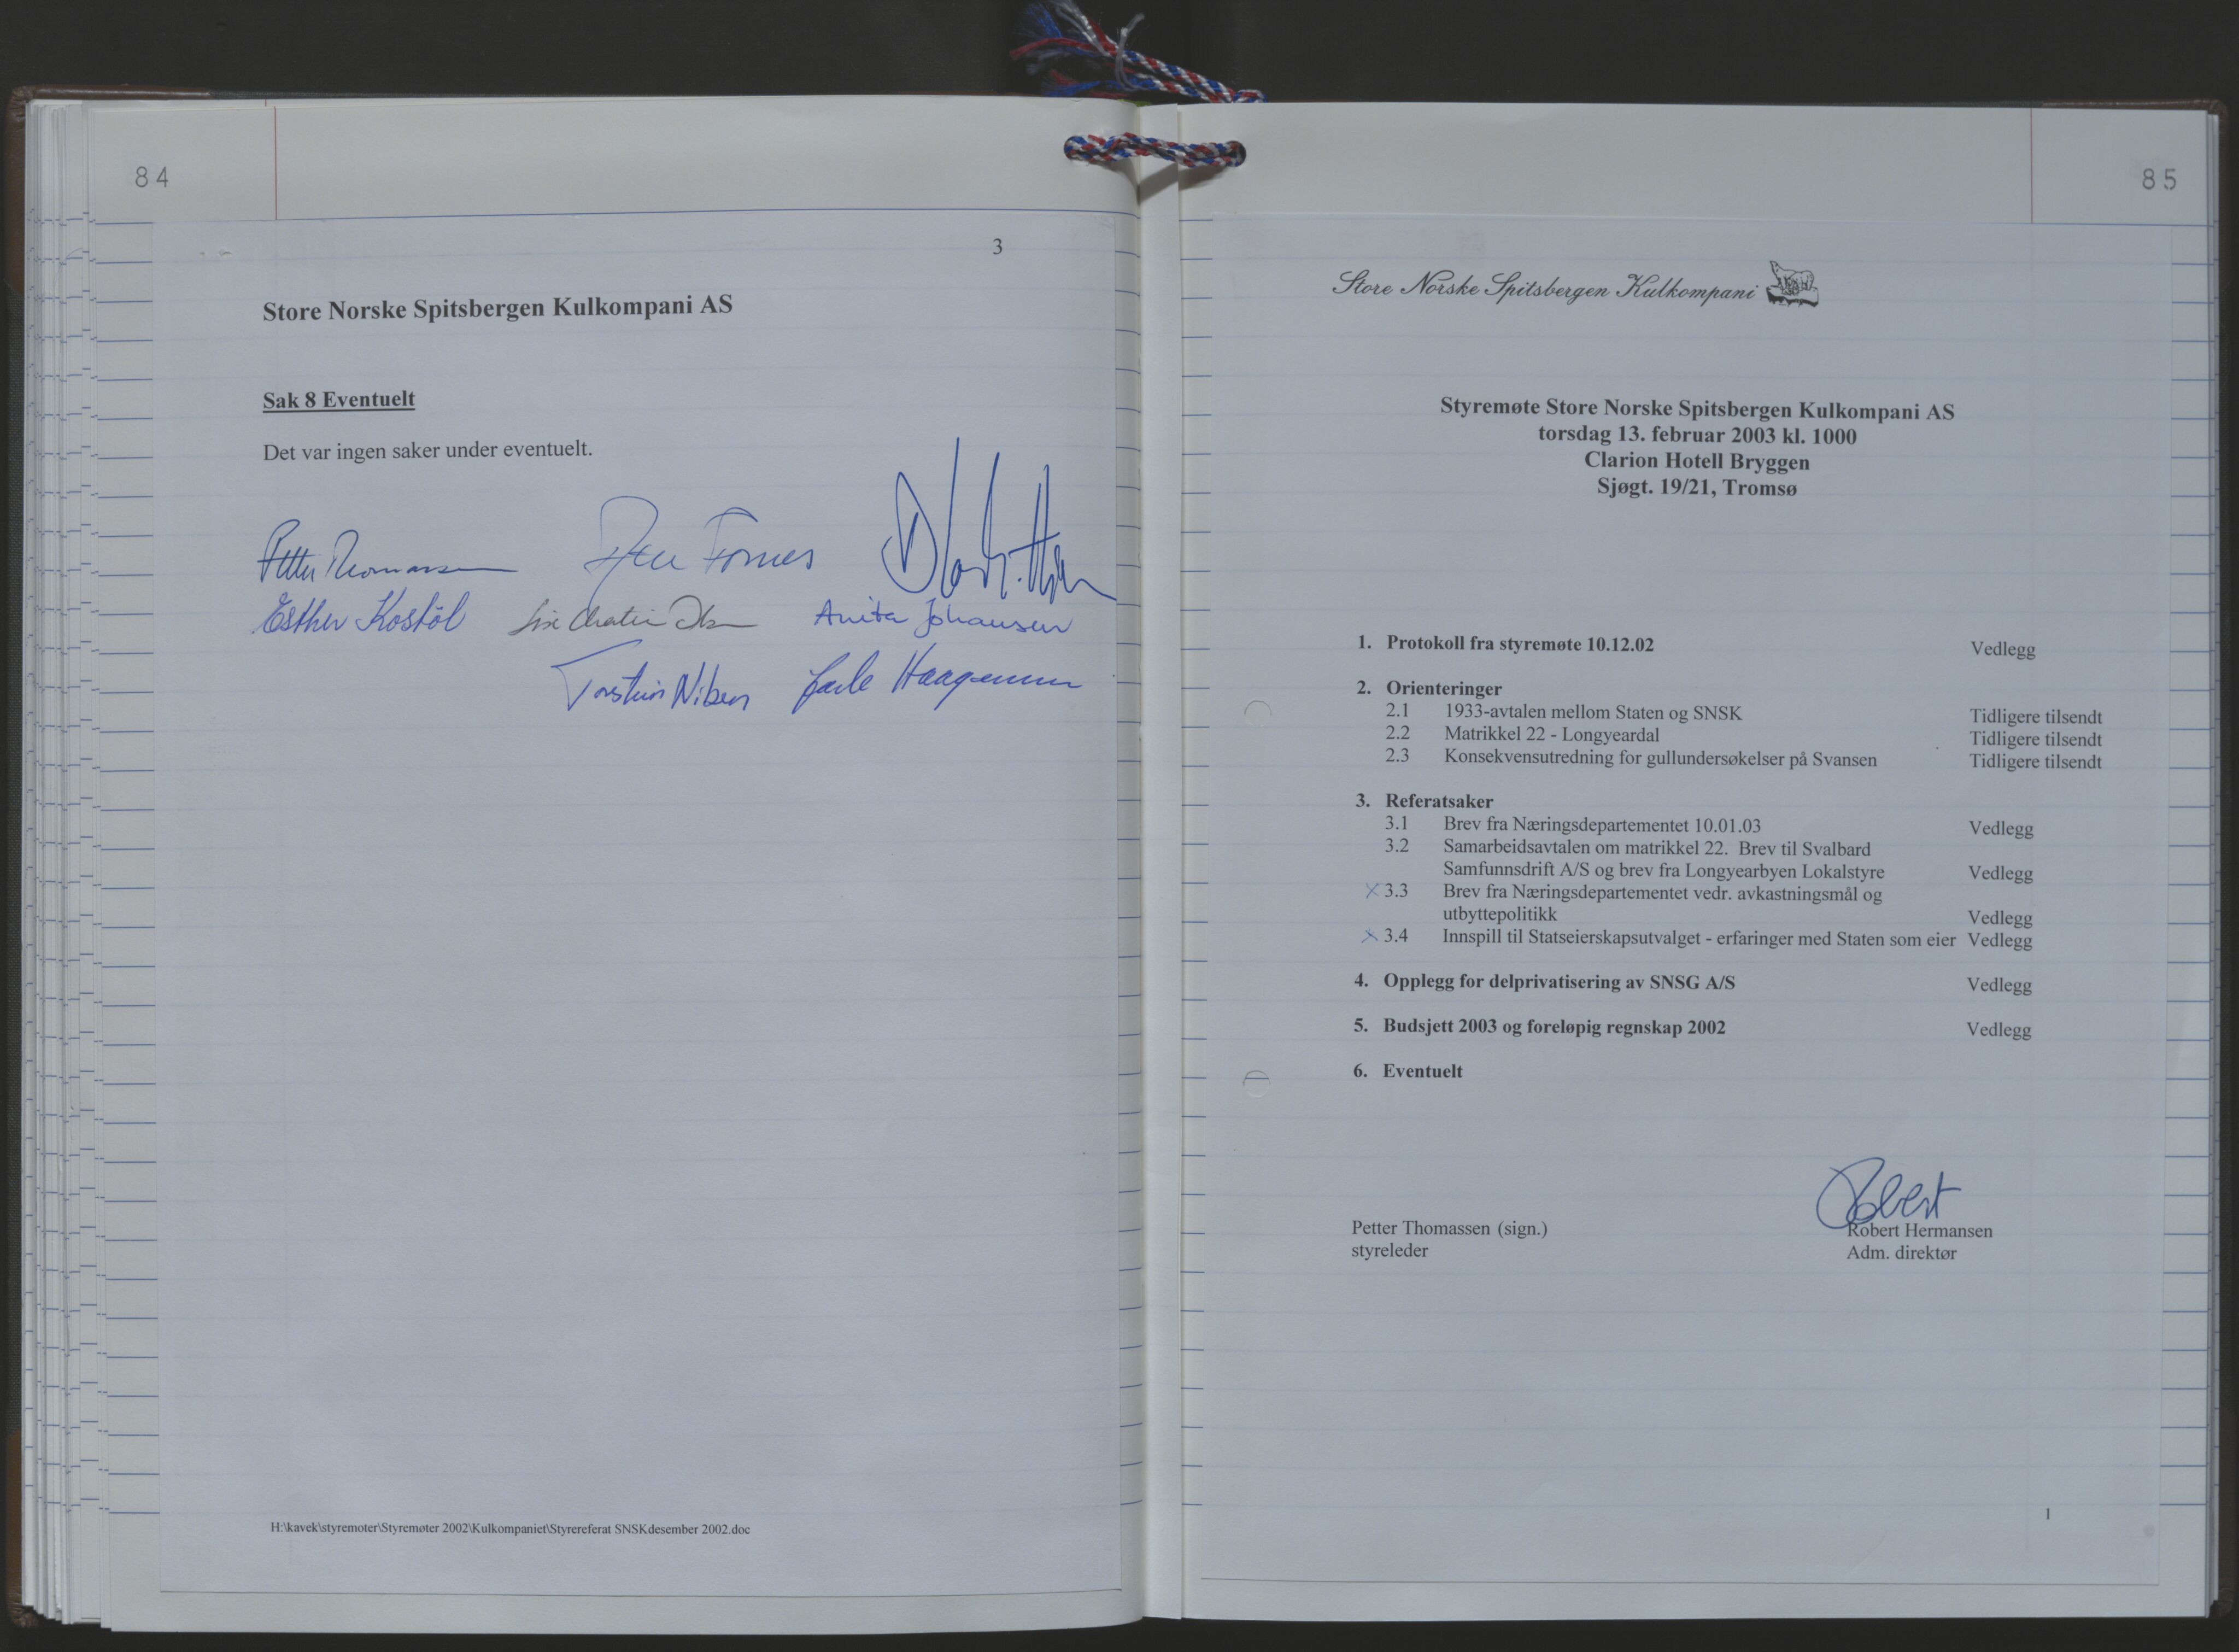 84
3
Store Norske Spitsbergen Kulkompani AS
Sak 8 Eventuelt
Det var ingen saker under eventuelt.
Petter Thomassen
Fornes
Esther Kostøl
Olsen
Anita Johansen
Torstein Nilsen
Jarle Haagensen
H:\kavek\styremoter\Styremøter 2002\Kulkompaniet\Styrereferat SNSKdesember 2002.doc
85
Store Norske Spitsbergen Kulkompani
Styremøte Store Norske Spitsbergen Kulkompani AS
torsdag 13. februar 2003 kl. 1000
Clarion Hotell Bryggen
Sjøgt. 19/21, Tromsø
1. Protokoll fra styremøte 10.12.02 Vedlegg
2. Orienteringer
2.1 1933-avtalen mellom Staten og SNSK Tidligere tilsendt
2.2 Matrikkel 22 - Longyeardal Tidligere tilsendt
2.3 Konsekvensutredning for gullundersøkelser på Svansen Tidligere tilsendt
3. Referatsaker
3.1 Brev fra Næringsdepartementet 10.01.03 Vedlegg
3.2 Samarbeidsavtalen om matrikkel 22. Brev til Svalbard
Samfunnsdrift A/S og brev fra Longyearbyen Lokalstyre Vedlegg
x 3.3 Brev fra Næringsdepartementet vedr. avkastningsmål og
utbyttepolitikk Vedlegg
x 3.4 Innspill til Statseierskapsutvalget - erfaringer med Staten som eier Vedlegg
4. Opplegg for delprivatisering av SNSG A/S Vedlegg
5. Budsjett 2003 og foreløpig regnskap 2002 Vedlegg
6. Eventuelt
Robert
Petter Thomassen (sign.) Robert Hermansen
styreleder Adm. direktør
1